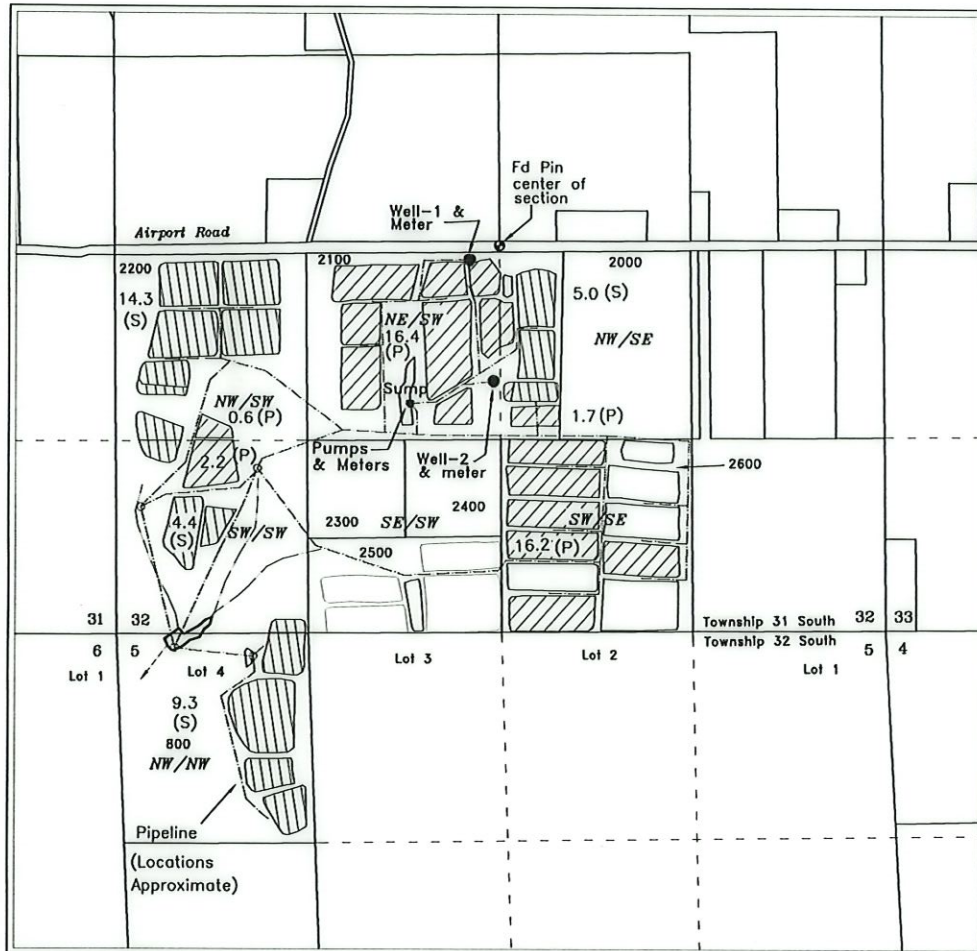 Fd Pin
center of
section
Well-1 &
Meter
Airport Road
2200
2100
2000
14.3
(S)
5.0 (S)
NE/SW
16.4
(P)
NW/SE
Sump
NW/SW
0.6 (P)
1.7 (P)
Pumps
& Meters
Well-2
& meter
2.2 (P)
2600
2400
2300
SE/SW
SW/SE
4.4
(S)
SW/SW
2500
16.2 (P)
31
32
Township 31 South
32
33
6
5
Township 32 South
5
4
Lot 1
Lot 4
Lot 3
Lot 2
Lot 1
9.3
(S)
800
NW/NW
Pipeline
(Locations
Approximate)